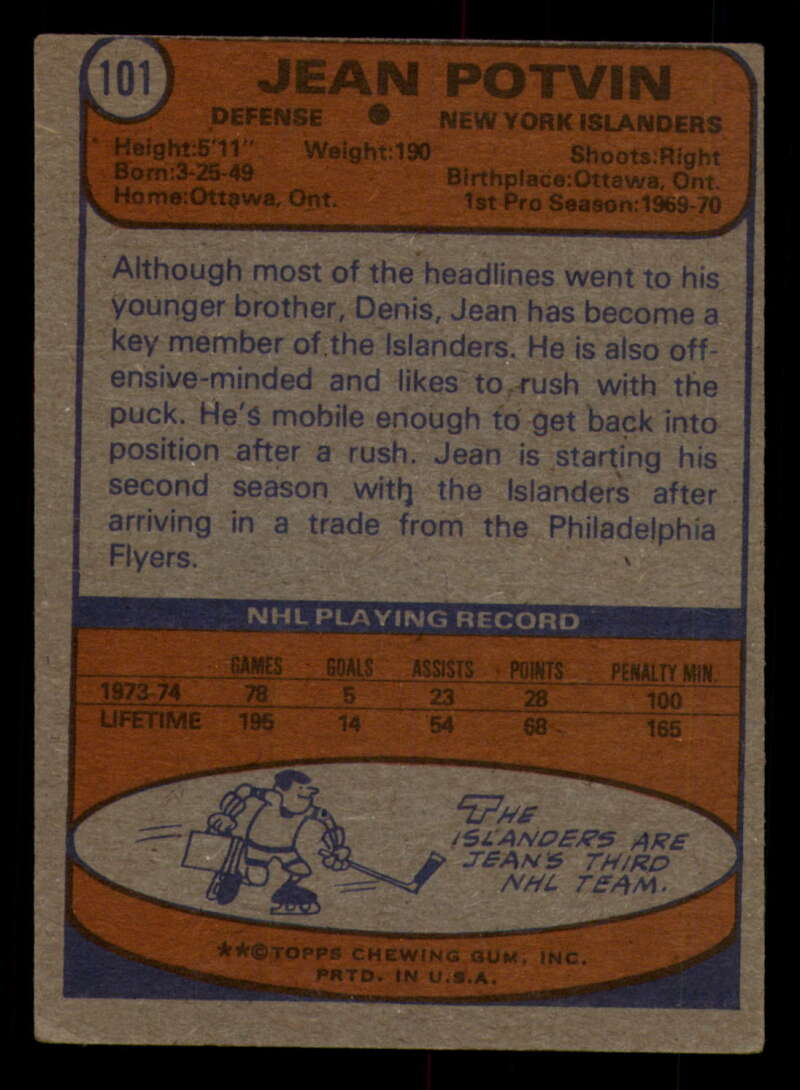 101
JEAN POTVIN
DEFENSE ● NEW YORK ISLANDERS
Height:5'11" Weight:190 Shoots:Right
Born:3-25-49 Birthplace:Ottawa, Ont.
Home:Ottawa, Ont. 1st Pro Season:1969-70
Although most of the headlines went to his
younger brother, Denis, Jean has become a
key member of the Islanders. He is also off-
ensive-minded and likes to rush with the
puck. He's mobile enough to get back into
position after a rush. Jean is starting his
second season with the Islanders after
arriving in a trade from the Philadelphia
Flyers.
NHL PLAYING RECORD
GAMES GOALS ASSISTS POINTS PENALTY MIN.
1973-74 78 5 23 28 100
LIFETIME 195 14 54 68 165
THE
ISLANDERS ARE
JEAN'S THIRD
NHL TEAM.
**©TOPPS CHEWING GUM, INC.
PRTD. IN U.S.A.